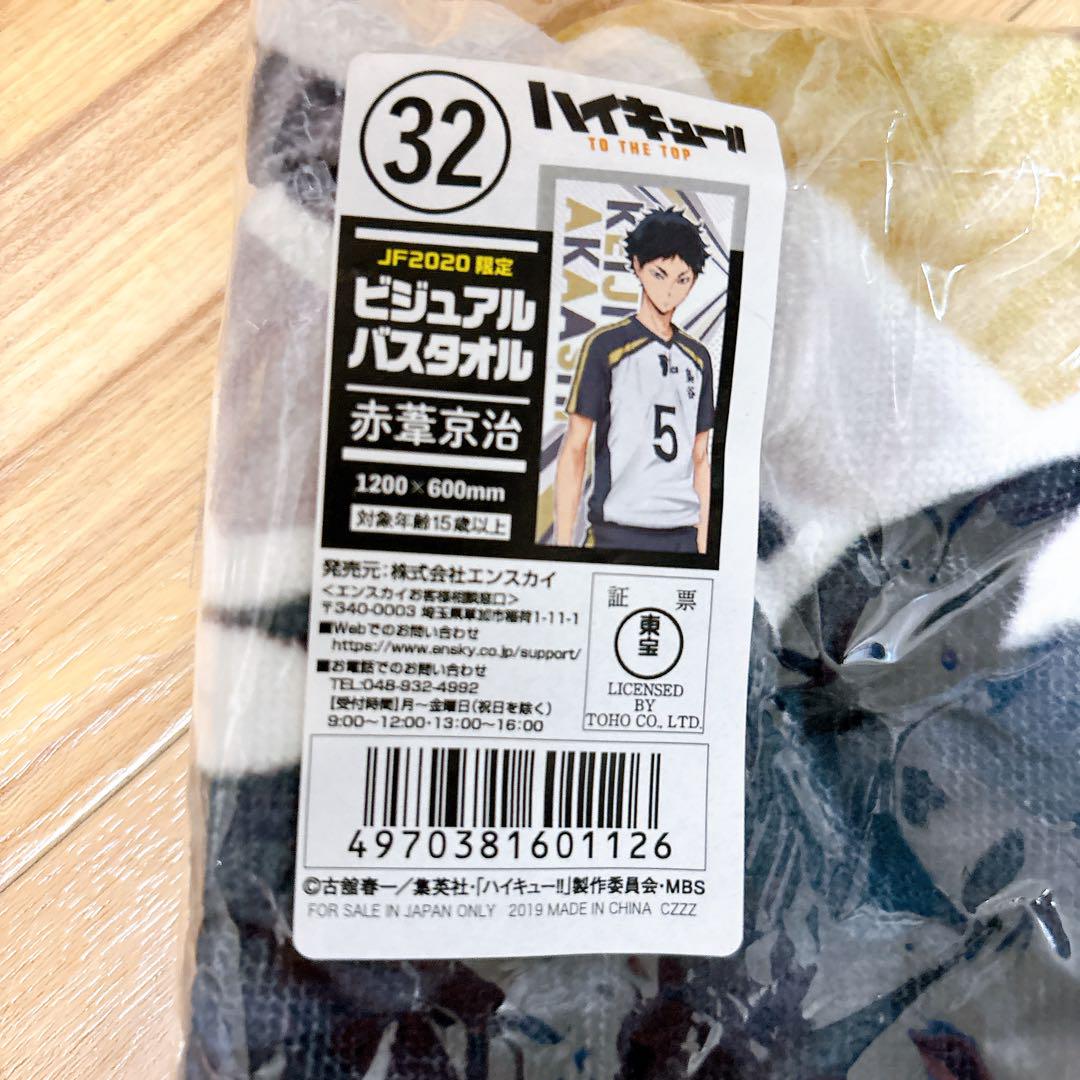 32
ハイキュー!!
TO THE TOP
JF2020 限定
ビジュアル
バスタオル
赤葦京治
1200×600mm
対象年齢15歳以上
KEIJI
AKAASHI
梟谷
5
発売元:株式会社エンスカイ
<エンスカイお客様相談窓口>
〒340-0003 埼玉県草加市稲荷1-11-1
■Webでのお問い合わせ
https://www.ensky.co.jp/support/
■お電話でのお問い合わせ
TEL:048-932-4992
[受付時間]月～金曜日(祝日を除く)
9:00～12:00・13:00～16:00
証 票
東宝
LICENSED
BY
TOHO CO., LTD.
4970381601126
©古舘春一/集英社・「ハイキュー!!」製作委員会・MBS
FOR SALE IN JAPAN ONLY 2019 MADE IN CHINA CZZZ